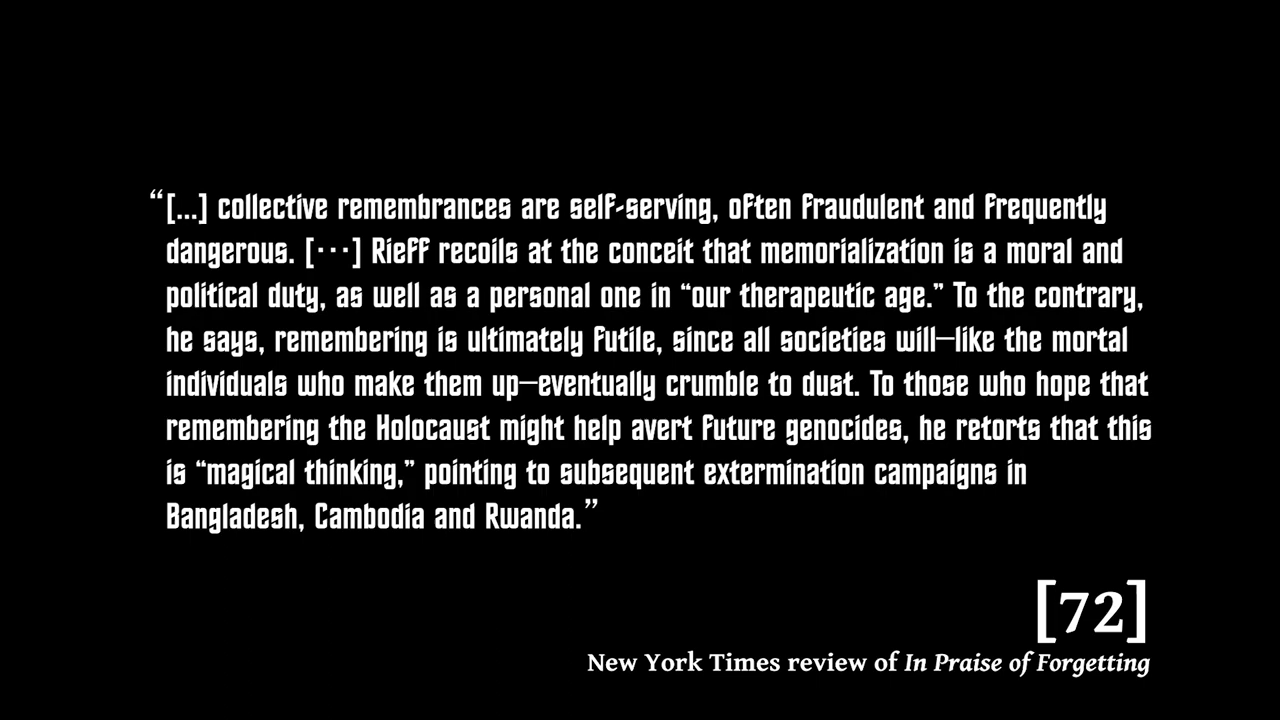 “[...] collective remembrances are self-serving, often fraudulent and frequently
dangerous. [···] Rieff recoils at the conceit that memorialization is a moral and
political duty, as well as a personal one in “our therapeutic age.” To the contrary,
he says, remembering is ultimately futile, since all societies will—like the mortal
individuals who make them up—eventually crumble to dust. To those who hope that
remembering the Holocaust might help avert future genocides, he retorts that this
is “magical thinking,” pointing to subsequent extermination campaigns in
Bangladesh, Cambodia and Rwanda.”
[72]
New York Times review of In Praise of Forgetting